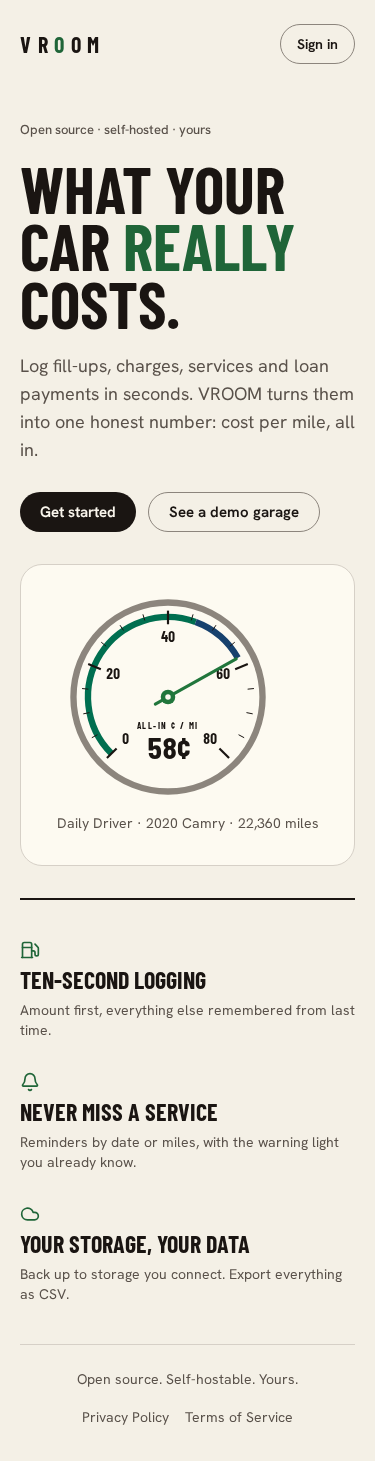 VROOM
Sign in
Open source · self-hosted · yours
WHAT YOUR
CAR REALLY
COSTS.
Log fill-ups, charges, services and loan
payments in seconds. VROOM turns them
into one honest number: cost per mile, all
in.
Get started
See a demo garage
40
20
60
ALL-IN ¢ / MI
0
58¢
80
Daily Driver · 2020 Camry · 22,360 miles
TEN-SECOND LOGGING
Amount first, everything else remembered from last
time.
NEVER MISS A SERVICE
Reminders by date or miles, with the warning light
you already know.
YOUR STORAGE, YOUR DATA
Back up to storage you connect. Export everything
as CSV.
Open source. Self-hostable. Yours.
Privacy Policy
Terms of Service